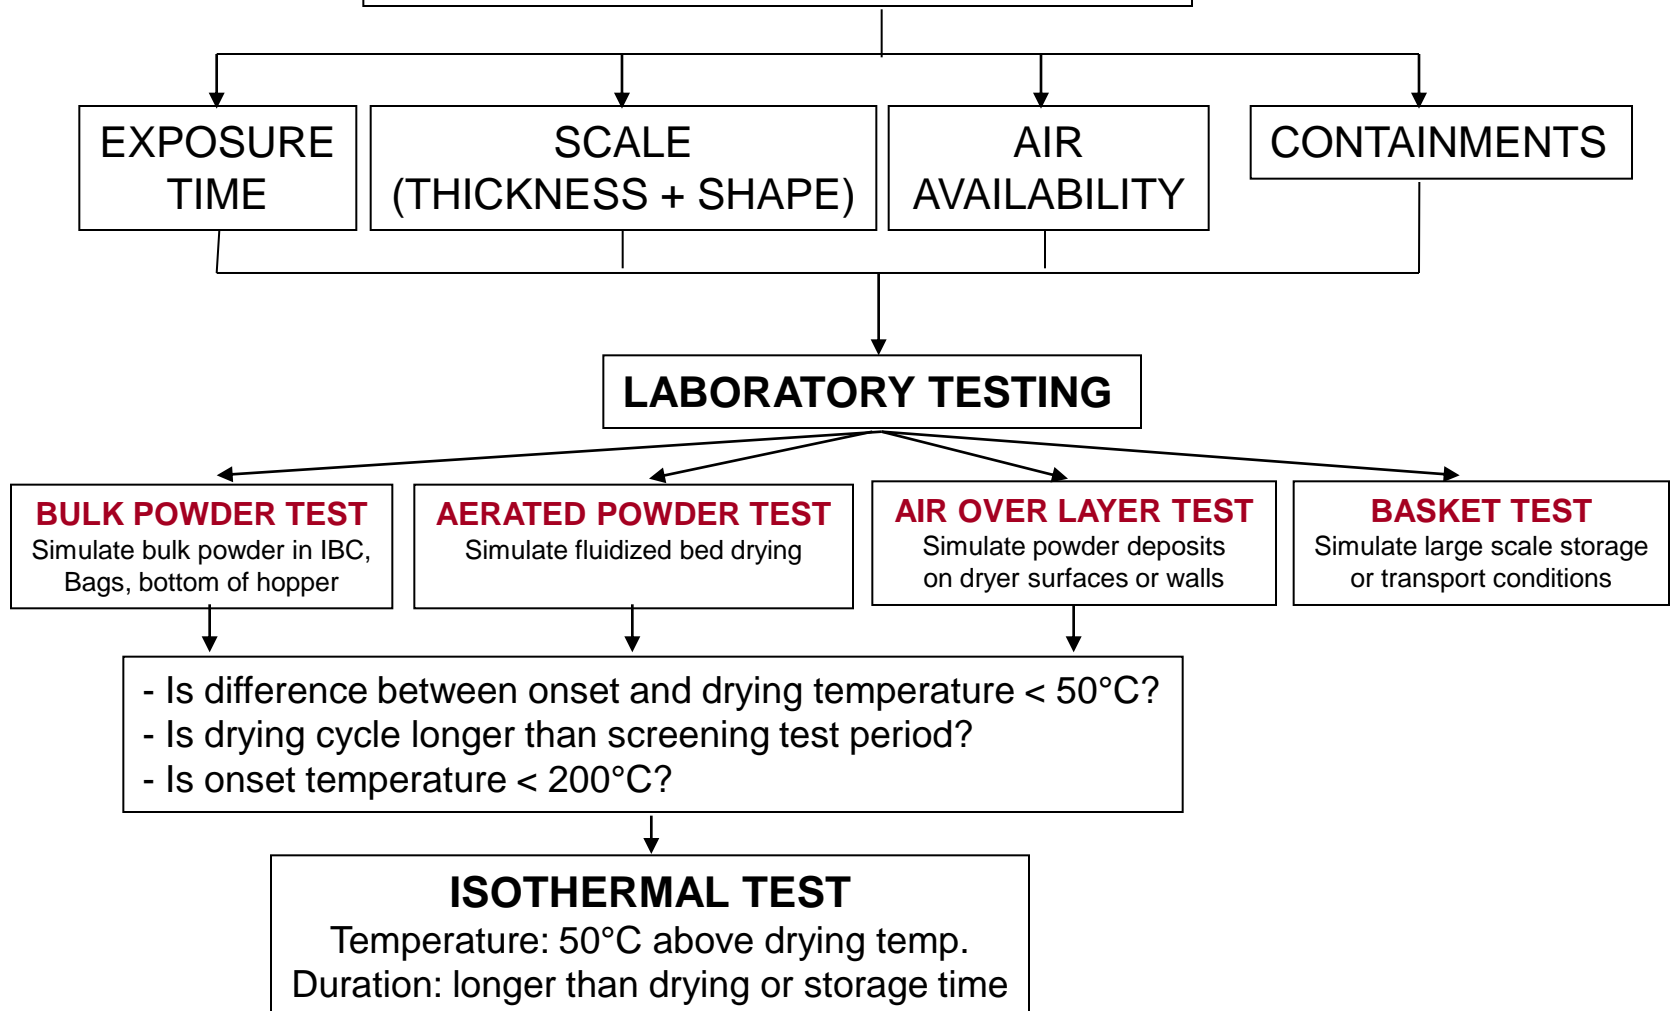 EXPOSURE
TIME
SCALE
(THICKNESS + SHAPE)
AIR
AVAILABILITY
CONTAINMENTS
LABORATORY TESTING
BULK POWDER TEST
Simulate bulk powder in IBC,
Bags, bottom of hopper
AERATED POWDER TEST
Simulate fluidized bed drying
AIR OVER LAYER TEST
Simulate powder deposits
on dryer surfaces or walls
BASKET TEST
Simulate large scale storage
or transport conditions
- Is difference between onset and drying temperature < 50°C?
- Is drying cycle longer than screening test period?
- Is onset temperature < 200°C?
ISOTHERMAL TEST
Temperature: 50°C above drying temp.
Duration: longer than drying or storage time